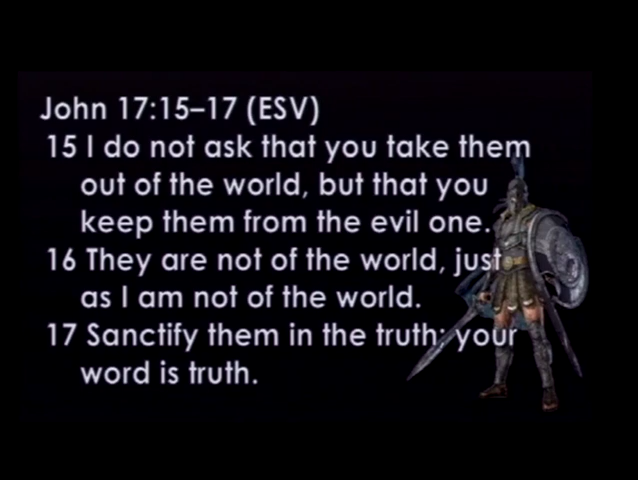 John 17:15–17 (ESV)
15 I do not ask that you take them
out of the world, but that you
keep them from the evil one.
16 They are not of the world, just
as I am not of the world.
17 Sanctify them in the truth; your
word is truth.